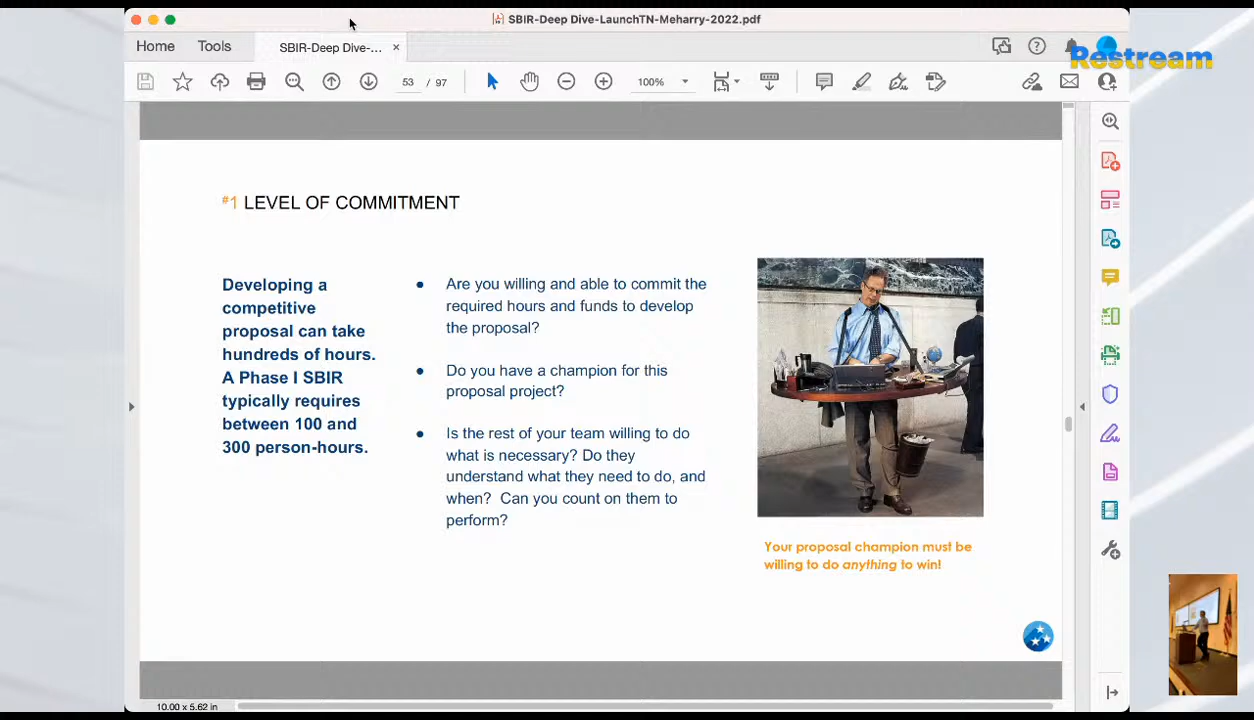 SBIR-Deep Dive-LaunchTN-Meharry-2022.pdf
Home Tools SBIR-Deep Dive-... ×
Restream
53 / 97 100%
#1 LEVEL OF COMMITMENT
Developing a
competitive
proposal can take
hundreds of hours.
A Phase I SBIR
typically requires
between 100 and
300 person-hours.
● Are you willing and able to commit the
required hours and funds to develop
the proposal?
● Do you have a champion for this
proposal project?
● Is the rest of your team willing to do
what is necessary? Do they
understand what they need to do, and
when? Can you count on them to
perform?
Your proposal champion must be
willing to do anything to win!
10.00 x 5.62 in